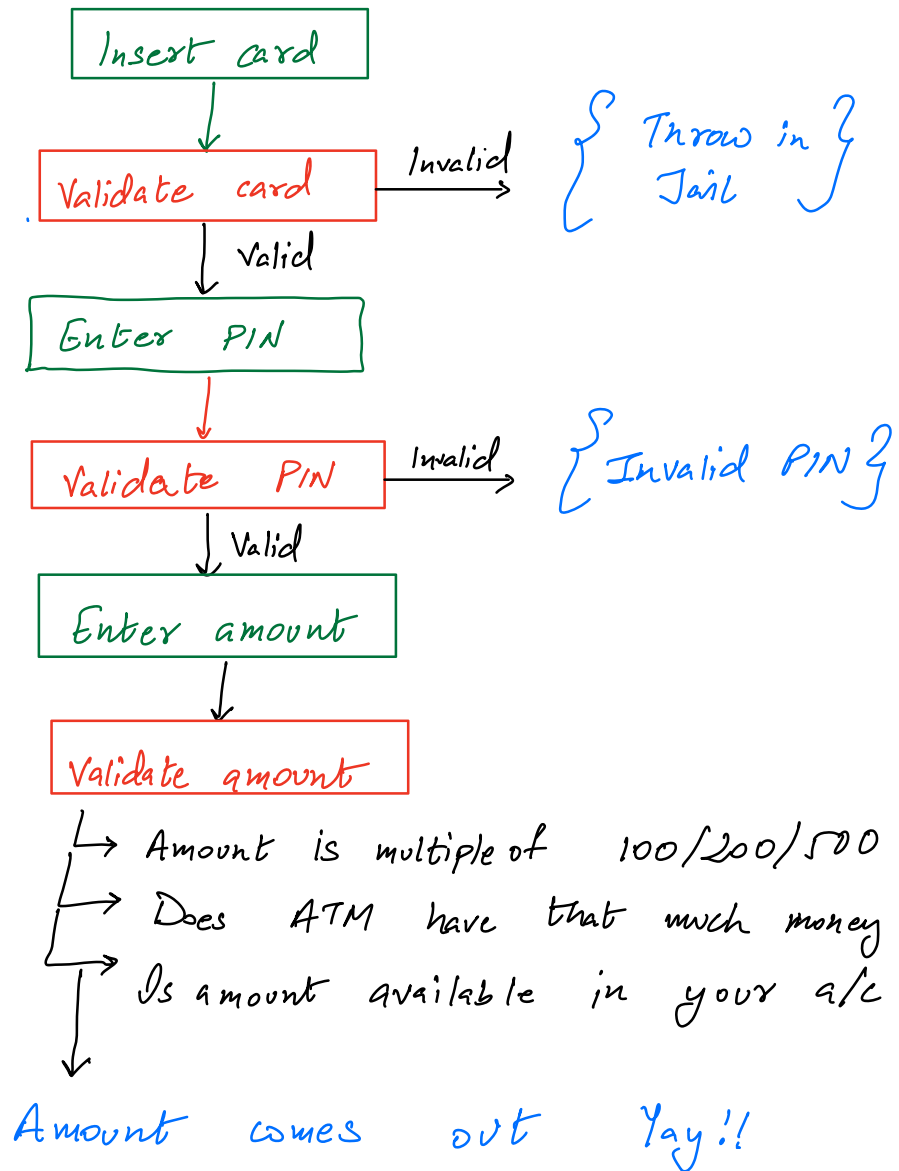 Insert card
Validate card
Invalid
{ Throw in }
Jail
Valid
Enter PIN
Validate PIN
Invalid
{ Invalid PIN }
Valid
Enter amount
Validate amount
Amount is multiple of 100/200/500
Does ATM have that much money
Is amount available in your a/c
Amount comes out Yay!!